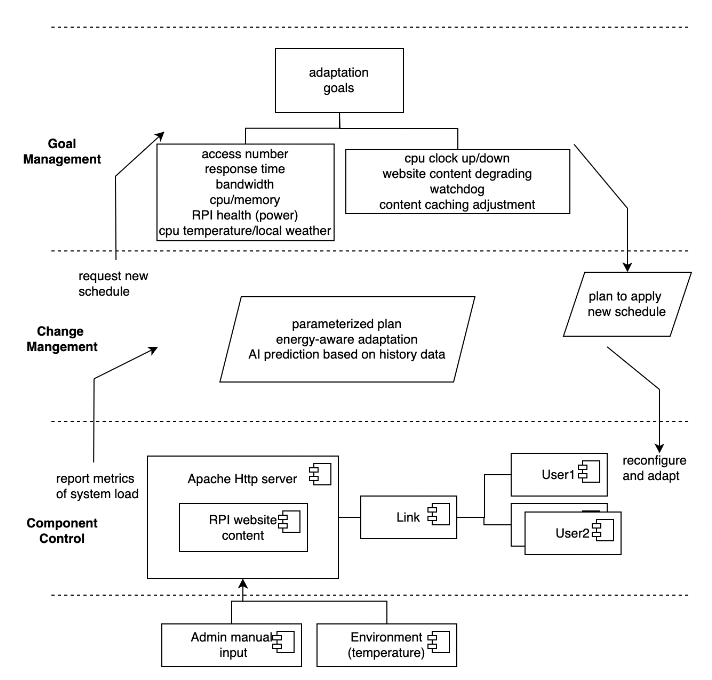 adaptation
goals
Goal
Management
access number
response time
bandwidth
cpu/memory
RPI health (power)
cpu temperature/local weather
cpu clock up/down
website content degrading
watchdog
content caching adjustment
request new
schedule
plan to apply
new schedule
Change
Mangement
parameterized plan
energy-aware adaptation
AI prediction based on history data
report metrics
of system load
reconfigure
and adapt
Component
Control
Apache Http server
RPI website
content
Link
User1
User2
Admin manual
input
Environment
(temperature)